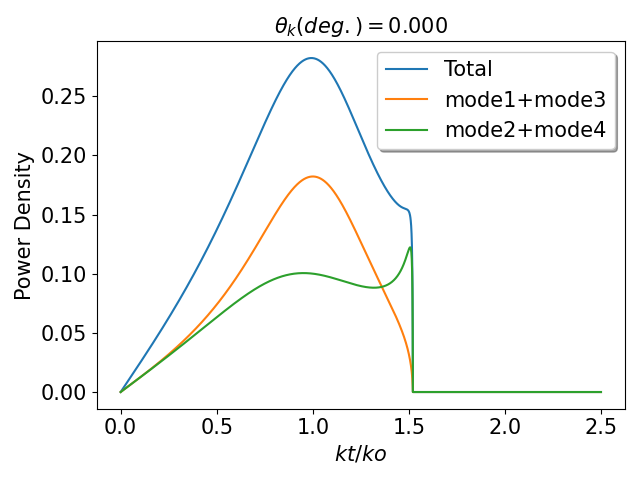 θk(deg.) = 0.000
Total
mode1+mode3
mode2+mode4
Power Density
0.25
0.20
0.15
0.10
0.05
0.00
0.0 0.5 1.0 1.5 2.0 2.5
kt/ko